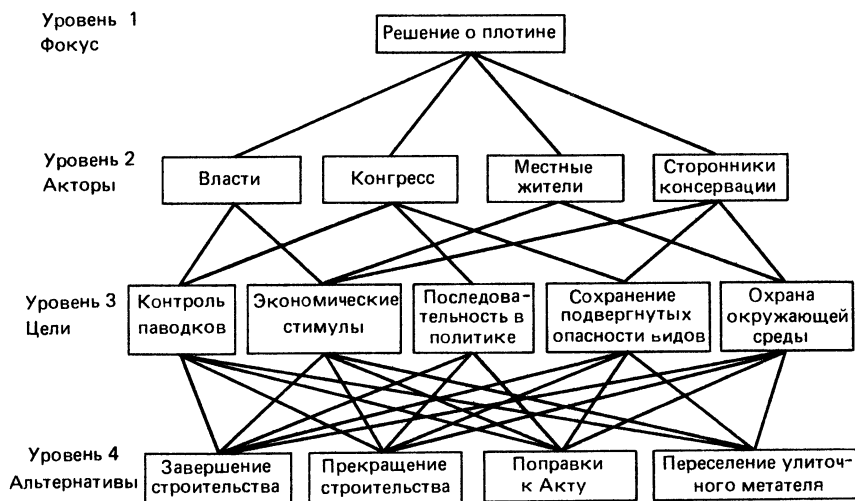 Уровень 1
Фокус
Решение о плотине
Уровень 2
Акторы
Власти
Конгресс
Местные
жители
Сторонники
консервации
Уровень 3
Цели
Контроль
паводков
Экономические
стимулы
Последова-
тельность в
политике
Сохранение
подвергнутых
опасности видов
Охрана
окружающей
среды
Уровень 4
Альтернативы
Завершение
строительства
Прекращение
строительства
Поправки
к Акту
Переселение улиточ-
ного метателя